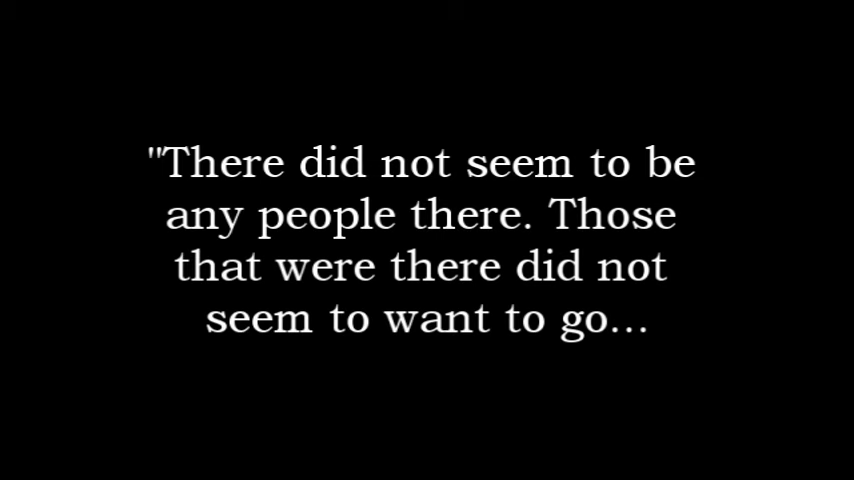 "There did not seem to be
any people there. Those
that were there did not
seem to want to go...